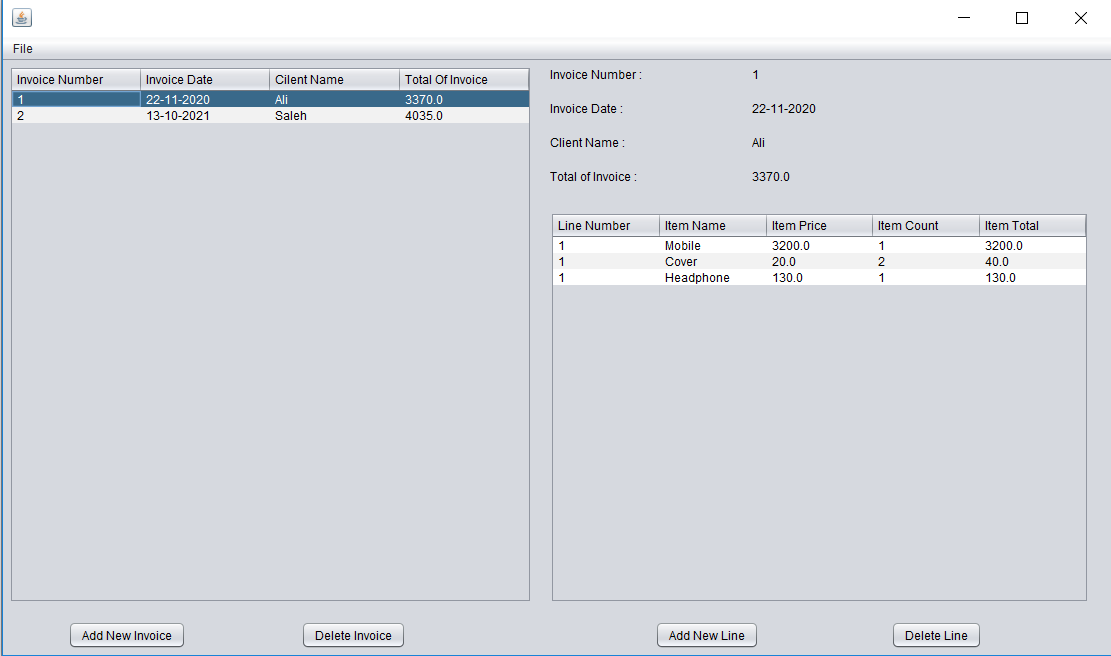 File
Invoice Number Invoice Date Cilent Name Total Of Invoice
1 22-11-2020 Ali 3370.0
2 13-10-2021 Saleh 4035.0
Invoice Number : 1
Invoice Date : 22-11-2020
Client Name : Ali
Total of Invoice : 3370.0
Line Number Item Name Item Price Item Count Item Total
1 Mobile 3200.0 1 3200.0
1 Cover 20.0 2 40.0
1 Headphone 130.0 1 130.0
Add New Invoice Delete Invoice Add New Line Delete Line